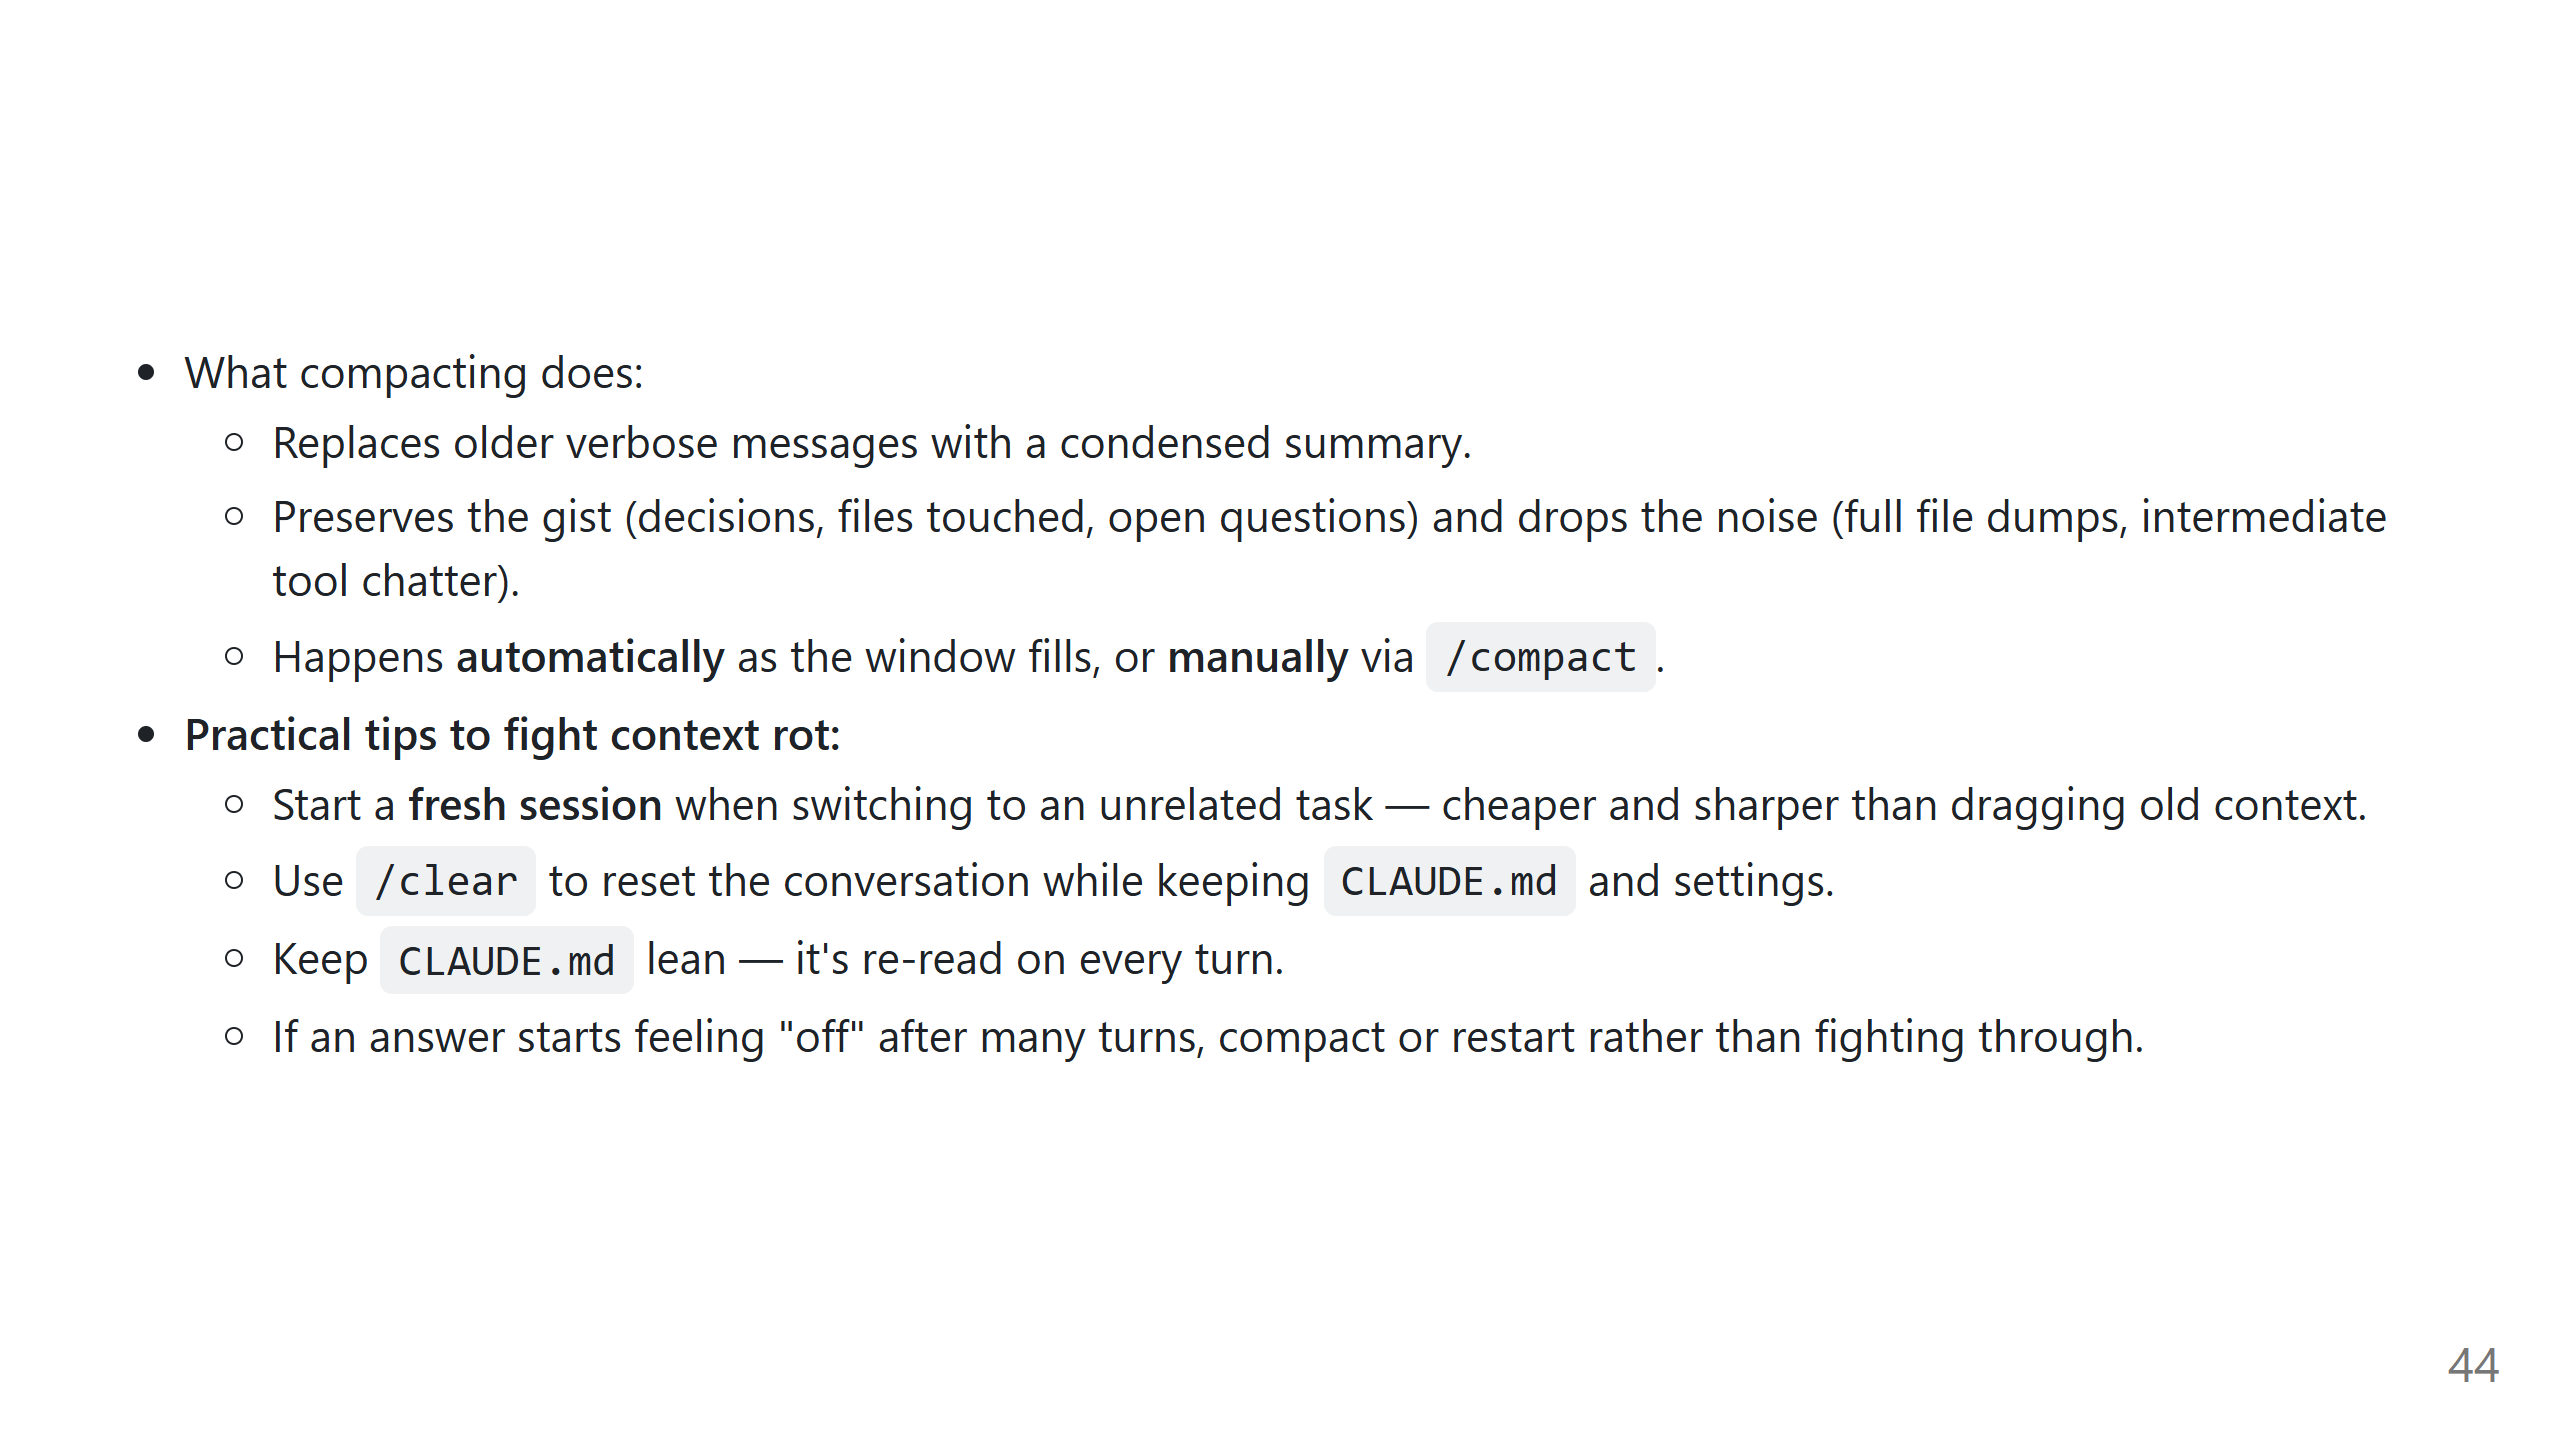 What compacting does:
Replaces older verbose messages with a condensed summary.
Preserves the gist (decisions, files touched, open questions) and drops the noise (full file dumps, intermediate
tool chatter).
Happens automatically as the window fills, or manually via /compact.
Practical tips to fight context rot:
Start a fresh session when switching to an unrelated task — cheaper and sharper than dragging old context.
Use /clear to reset the conversation while keeping CLAUDE.md and settings.
Keep CLAUDE.md lean — it's re-read on every turn.
If an answer starts feeling "off" after many turns, compact or restart rather than fighting through.
44